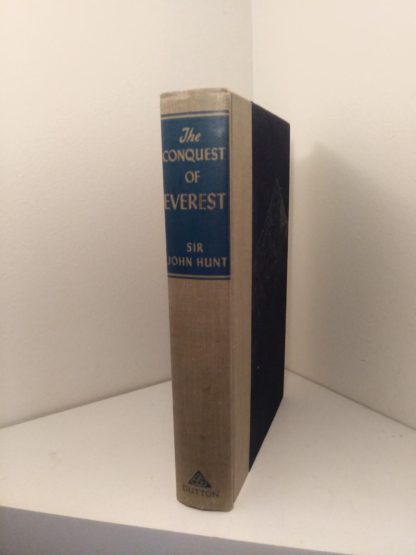 The
CONQUEST
OF
EVEREST
SIR
JOHN HUNT
DUTTON